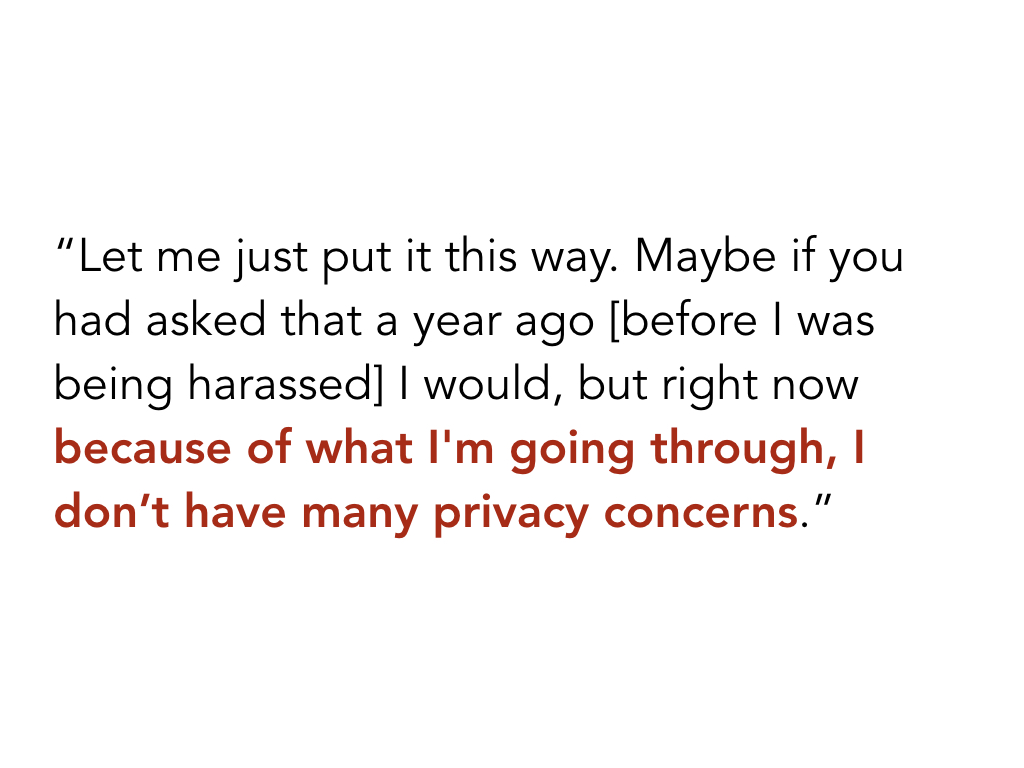 “Let me just put it this way. Maybe if you
had asked that a year ago [before I was
being harassed] I would, but right now
because of what I'm going through, I
don’t have many privacy concerns.”